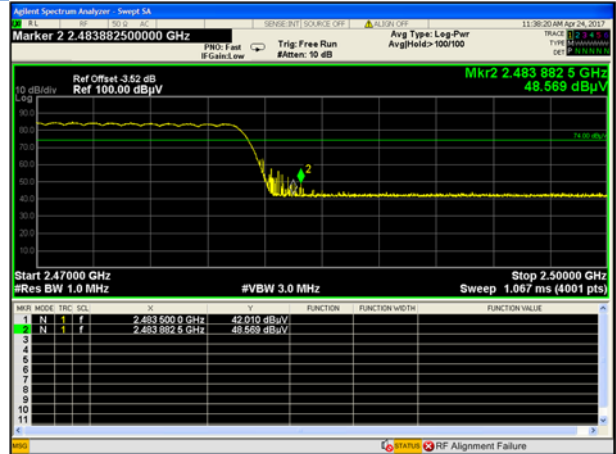 Agilent Spectrum Analyzer - Swept SA
RL RF 50 Ω AC SENSE:INT SOURCE OFF ALIGN OFF 11:38:20 AM Apr 24, 2017
Marker 2 2.483882500000 GHz
PNO: Fast
IFGain:Low
Trig: Free Run
#Atten: 10 dB
Avg Type: Log-Pwr
Avg|Hold:>100/100
TRACE 1 2 3 4 5 6
TYPE M
DET P N N N N N
Ref Offset -3.52 dB
Ref 100.00 dBµV
10 dB/div
Log
Mkr2 2.483 882 5 GHz
48.569 dBµV
90.0
80.0
74.00 dBµV
70.0
60.0
50.0
2
40.0
30.0
20.0
10.0
Start 2.47000 GHz Stop 2.50000 GHz
#Res BW 1.0 MHz #VBW 3.0 MHz Sweep 1.067 ms (4001 pts)
MKR MODE TRC SCL X Y FUNCTION FUNCTION WIDTH FUNCTION VALUE
1 N 1 f 2.483 500 0 GHz 42.010 dBµV
2 N 1 f 2.483 882 5 GHz 48.569 dBµV
3
4
5
6
7
8
9
10
11
MSG STATUS RF Alignment Failure